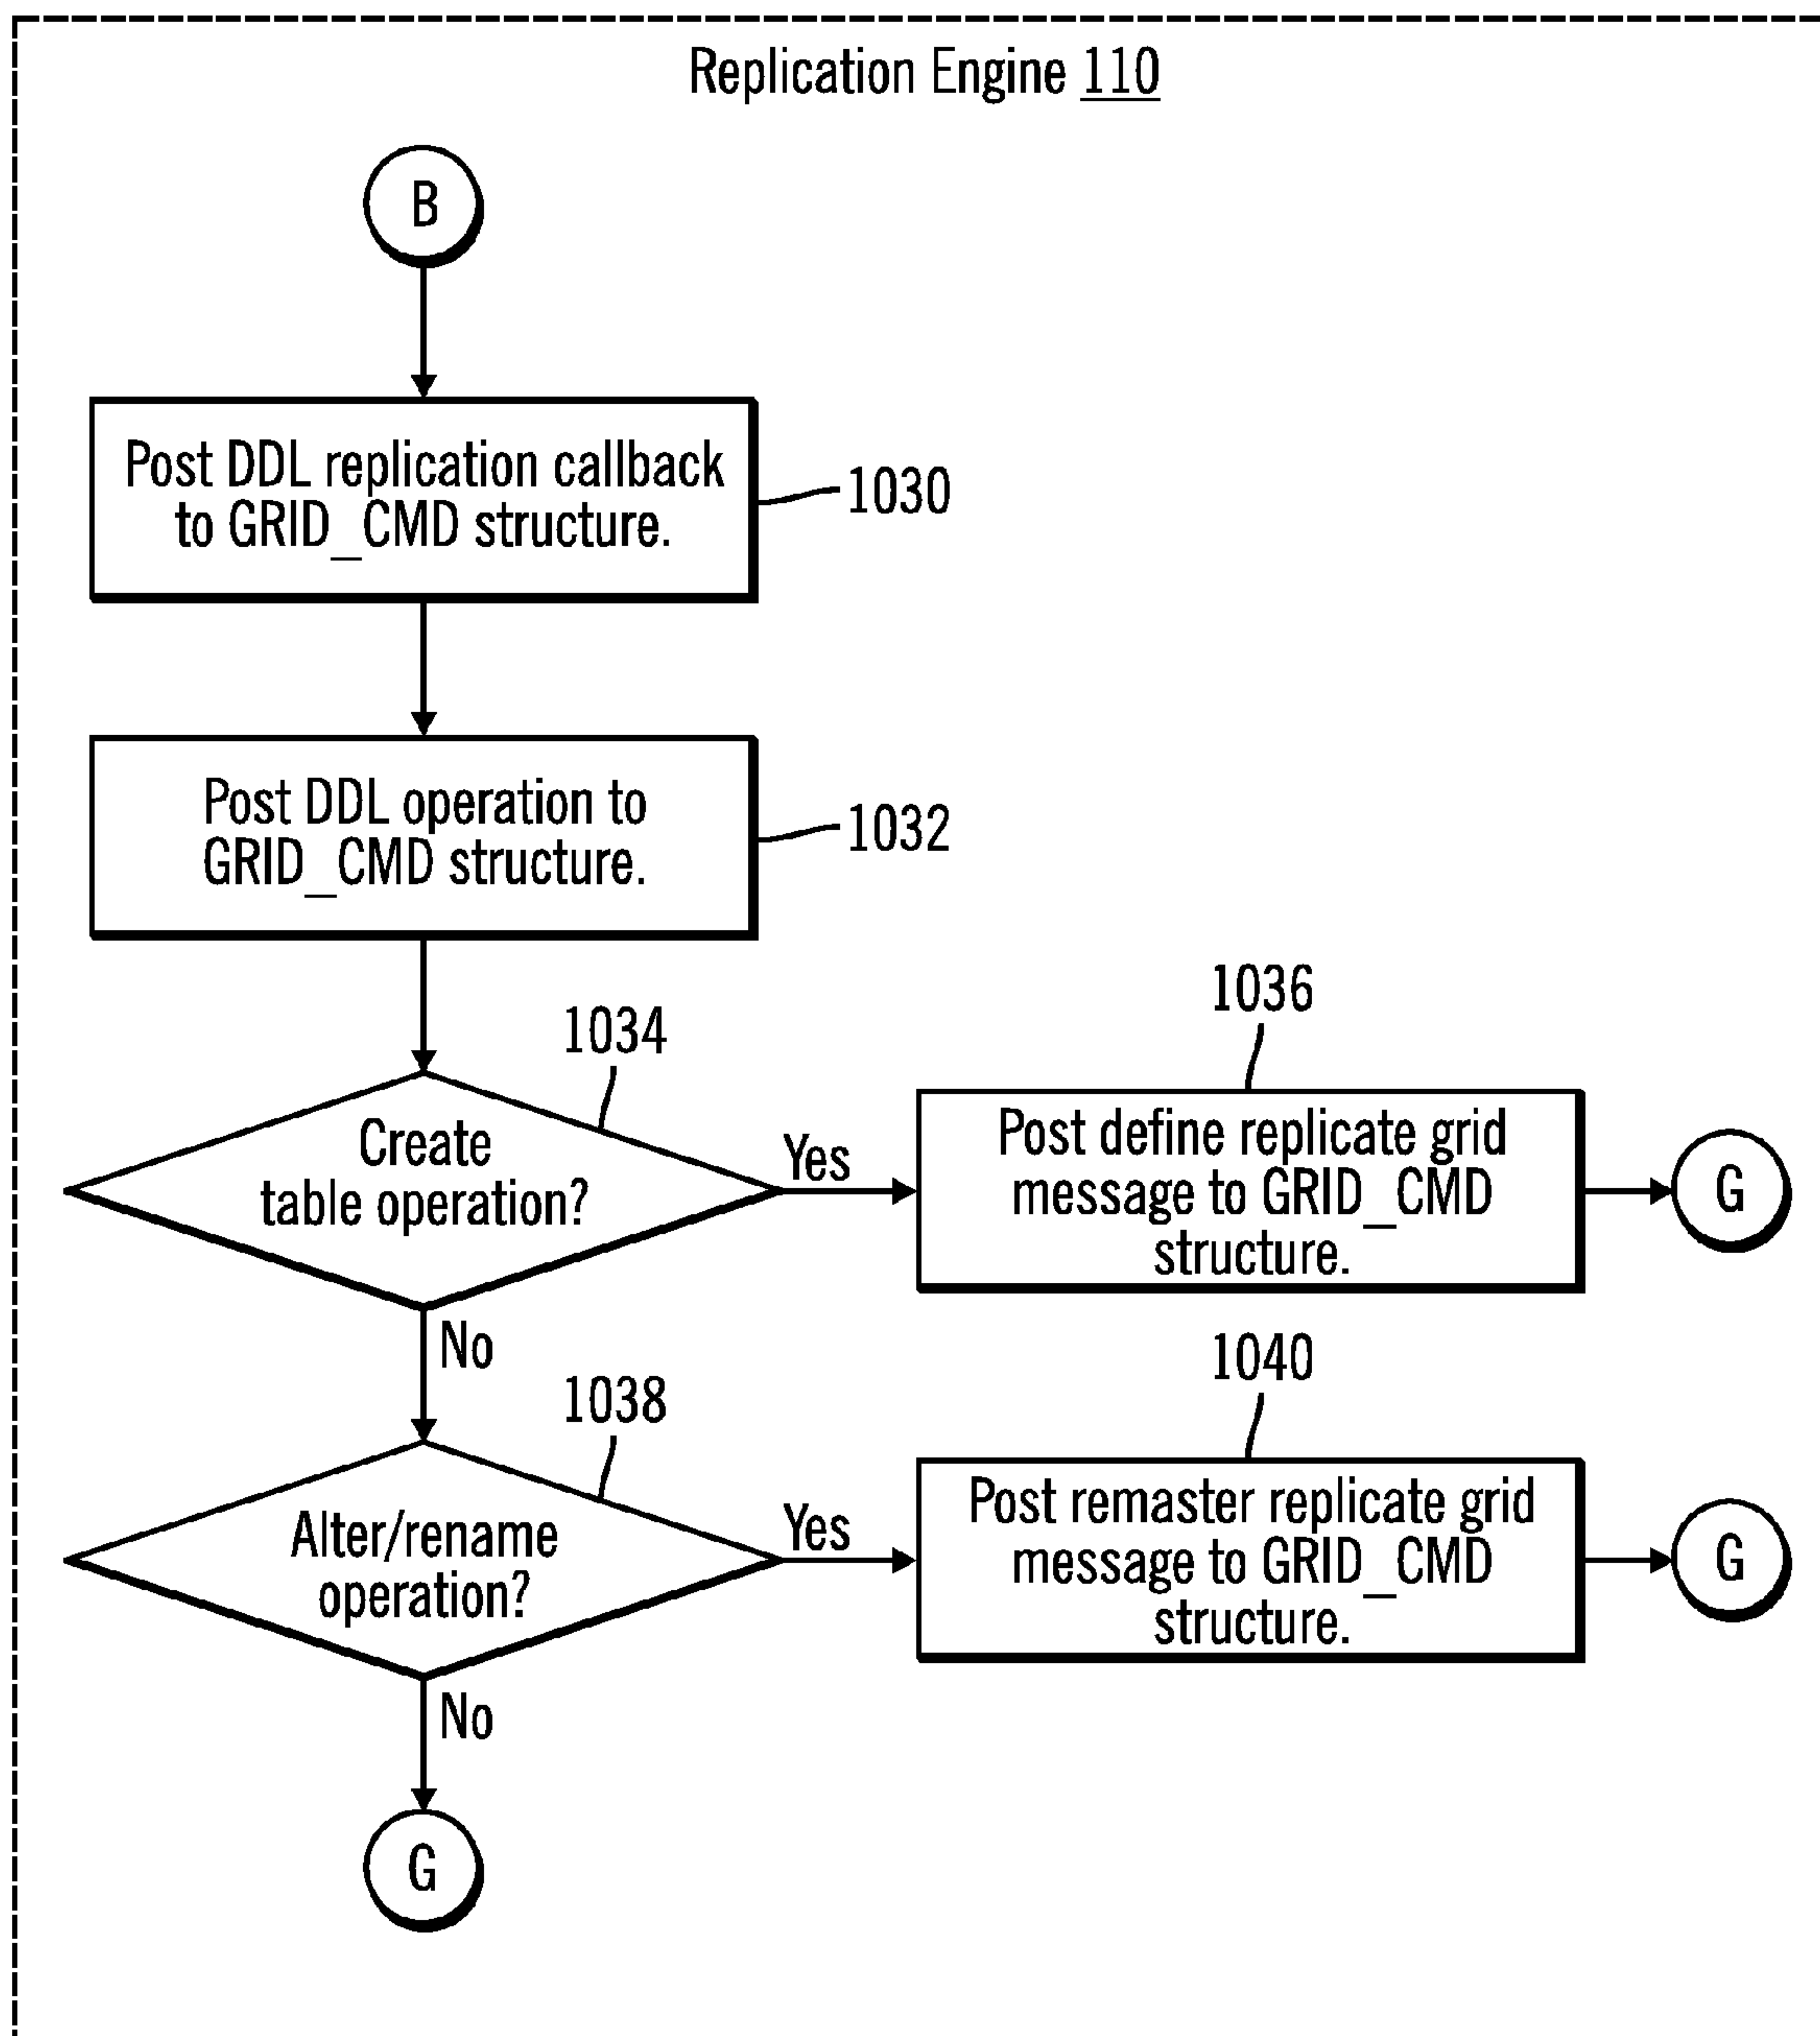 Replication Engine 110
B
Post DDL replication callback
to GRID_CMD structure.
1030
Post DDL operation to
GRID_CMD structure.
1032
1034
Create
table operation?
Yes
1036
Post define replicate grid
message to GRID_CMD
structure.
G
No
1038
Alter/rename
operation?
Yes
1040
Post remaster replicate grid
message to GRID_CMD
structure.
G
No
G